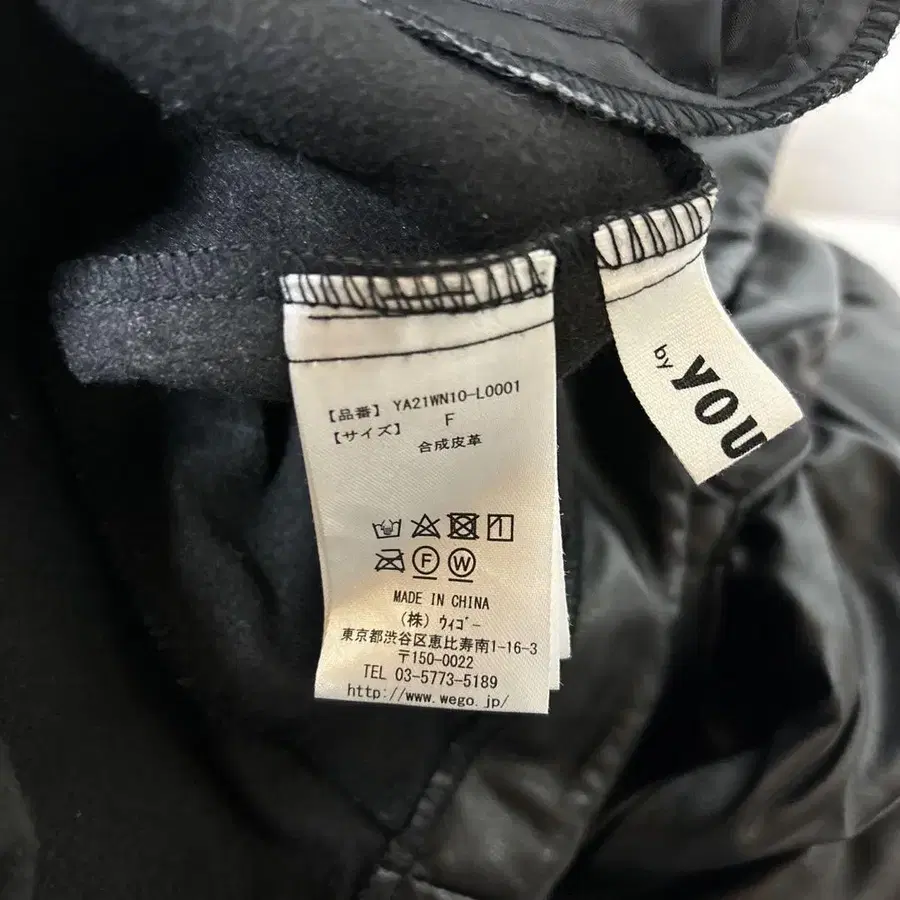 【品番】 YA21WN10-L0001
【サイズ】 F
合成皮革
F W
MADE IN CHINA
(株) ウィゴー
東京都渋谷区恵比寿南1-16-3
〒150-0022
TEL 03-5773-5189
http://www.wego.jp/
by
YOU